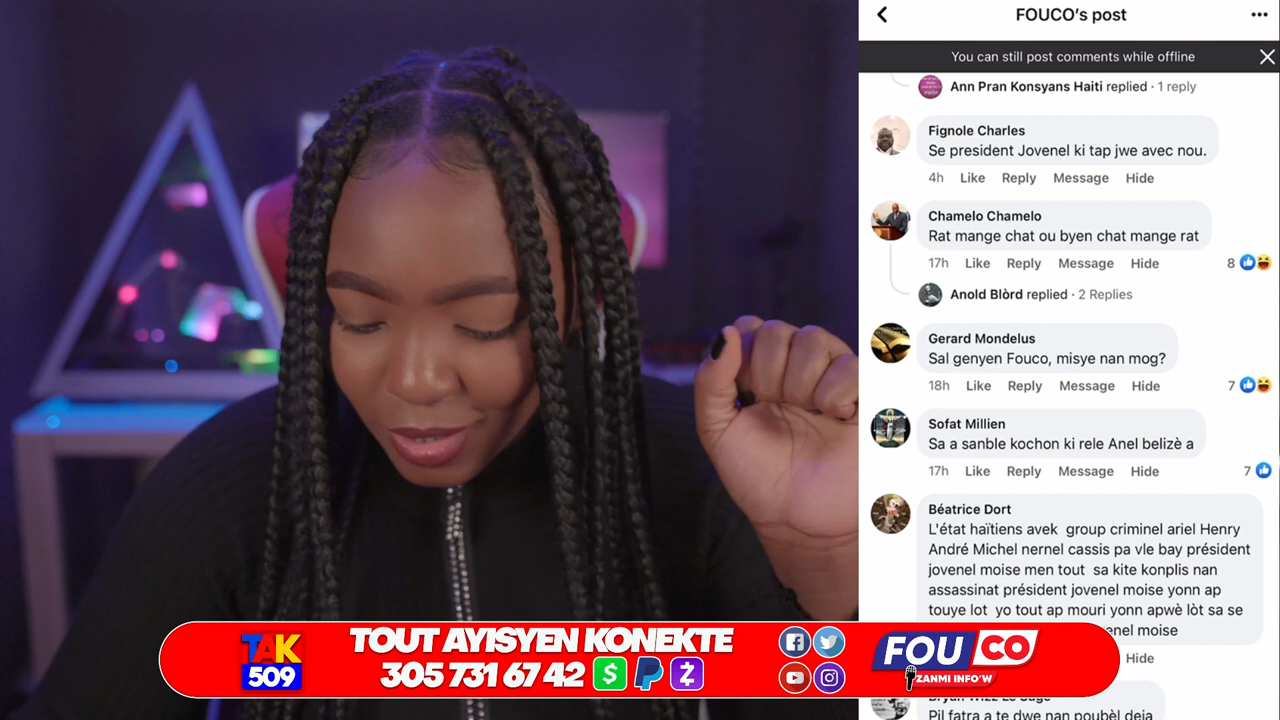 FOUCO's post
You can still post comments while offline
Ann Pran Konsyans Haiti replied · 1 reply
Fignole Charles
Se president Jovenel ki tap jwe avec nou.
4h Like Reply Message Hide
Chamelo Chamelo
Rat mange chat ou byen chat mange rat
17h Like Reply Message Hide 8
Anold Blòrd replied · 2 Replies
Gerard Mondelus
Sal genyen Fouco, misye nan mog?
18h Like Reply Message Hide 7
Sofat Millien
Sa a sanble kochon ki rele Anel belizè a
17h Like Reply Message Hide 7
Béatrice Dort
L'état haïtiens avek group criminel ariel Henry
André Michel nernel cassis pa vle bay président
jovenel moise men tout sa kite konplis nan
assassinat président jovenel moise yonn ap
touye lot yo tout ap mouri yonn apwè lòt sa se
enel moise
Hide
Pil fatra a te dwe nan poubèl deja
TAK
509
TOUT AYISYEN KONEKTE
305 731 67 42
FOUCO
ZANMI INFO'W